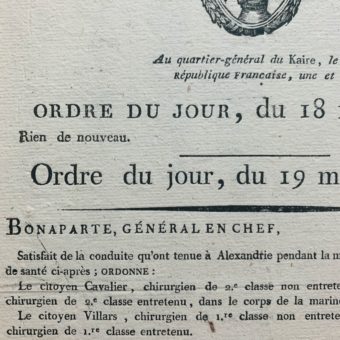 Au quartier-général du Kaire, le
République Française, une et
ORDRE DU JOUR, du 18
Rien de nouveau.
Ordre du jour, du 19 m
BONAPARTE, GÉNÉRAL EN CHEF,
Satisfait de la conduite qu'ont tenue à Alexandrie pendant la m
de santé ci-après ; ORDONNE :
Le citoyen Cavalier, chirurgien de 2.e classe non entrete
chirurgien de 2.e classe entretenu, dans le corps de la marin
Le citoyen Villars, chirurgien de 1.re classe non entrete
chirurgien de 1.re classe entretenu.